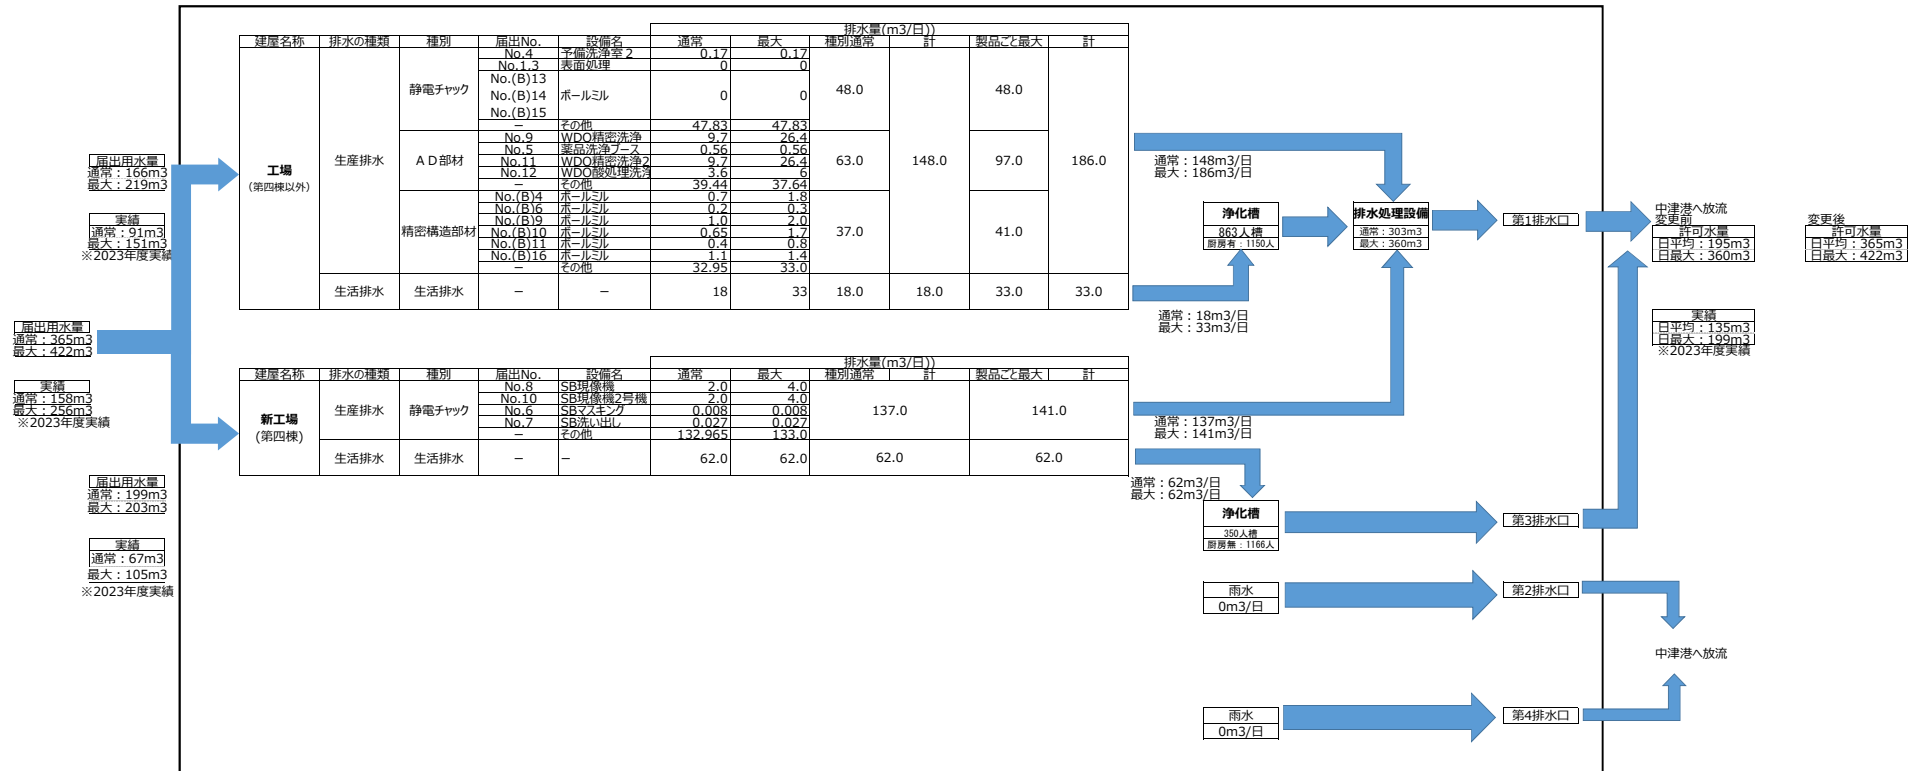 排水量(m3/日))
建屋名称 排水の種類 種別 届出No. 設備名 通常 最大 種別通常 計 製品ごと最大 計
工場
(第四棟以外)
生産排水
静電チャック
No.4 予備洗浄室2 0.17 0.17
No.1.3 表面処理 0 0
No.(B)13
No.(B)14 ボールミル 0 0
No.(B)15
ー その他 47.83 47.83
48.0 48.0
AD部材
No.9 WDO精密洗浄 9.7 26.4
No.5 薬品洗浄ブース 0.56 0.56
No.11 WDO精密洗浄2 9.7 26.4
No.12 WDO酸処理洗浄 3.6 6
ー その他 39.44 37.64
63.0 148.0 97.0 186.0
精密構造部材
No.(B)4 ボールミル 0.7 1.8
No.(B)6 ボールミル 0.2 0.3
No.(B)9 ボールミル 1.0 2.0
No.(B)10 ボールミル 0.65 1.7
No.(B)11 ボールミル 0.4 0.8
No.(B)16 ボールミル 1.1 1.4
ー その他 32.95 33.0
37.0 41.0
生活排水 生活排水 ー ー 18 33 18.0 18.0 33.0 33.0
届出用水量
通常：166m3
最大：219m3
実績
通常：91m3
最大：151m3
※2023年度実績
届出用水量
通常：365m3
最大：422m3
実績
通常：158m3
最大：256m3
※2023年度実績
届出用水量
通常：199m3
最大：203m3
実績
通常：67m3
最大：105m3
※2023年度実績
排水量(m3/日))
建屋名称 排水の種類 種別 届出No. 設備名 通常 最大 種別通常 計 製品ごと最大 計
新工場
(第四棟)
生産排水 静電チャック
No.8 SB現像機 2.0 4.0
No.10 SB現像機2号機 2.0 4.0
No.6 SBマスキング 0.008 0.008
No.7 SB洗い出し 0.027 0.027
ー その他 132.965 133.0
137.0 141.0
生活排水 生活排水 ー ー 62.0 62.0 62.0 62.0
通常：148m3/日
最大：186m3/日
浄化槽
863人槽
厨房有：1150人
排水処理設備
通常：303m3
最大：360m3
第1排水口
中津港へ放流
変更前
許可水量
日平均：195m3
日最大：360m3
変更後
許可水量
日平均：365m3
日最大：422m3
通常：18m3/日
最大：33m3/日
実績
日平均：135m3
日最大：199m3
※2023年度実績
通常：137m3/日
最大：141m3/日
通常：62m3/日
最大：62m3/日
浄化槽
350人槽
厨房無：1166人
第3排水口
雨水
0m3/日
第2排水口
中津港へ放流
雨水
0m3/日
第4排水口